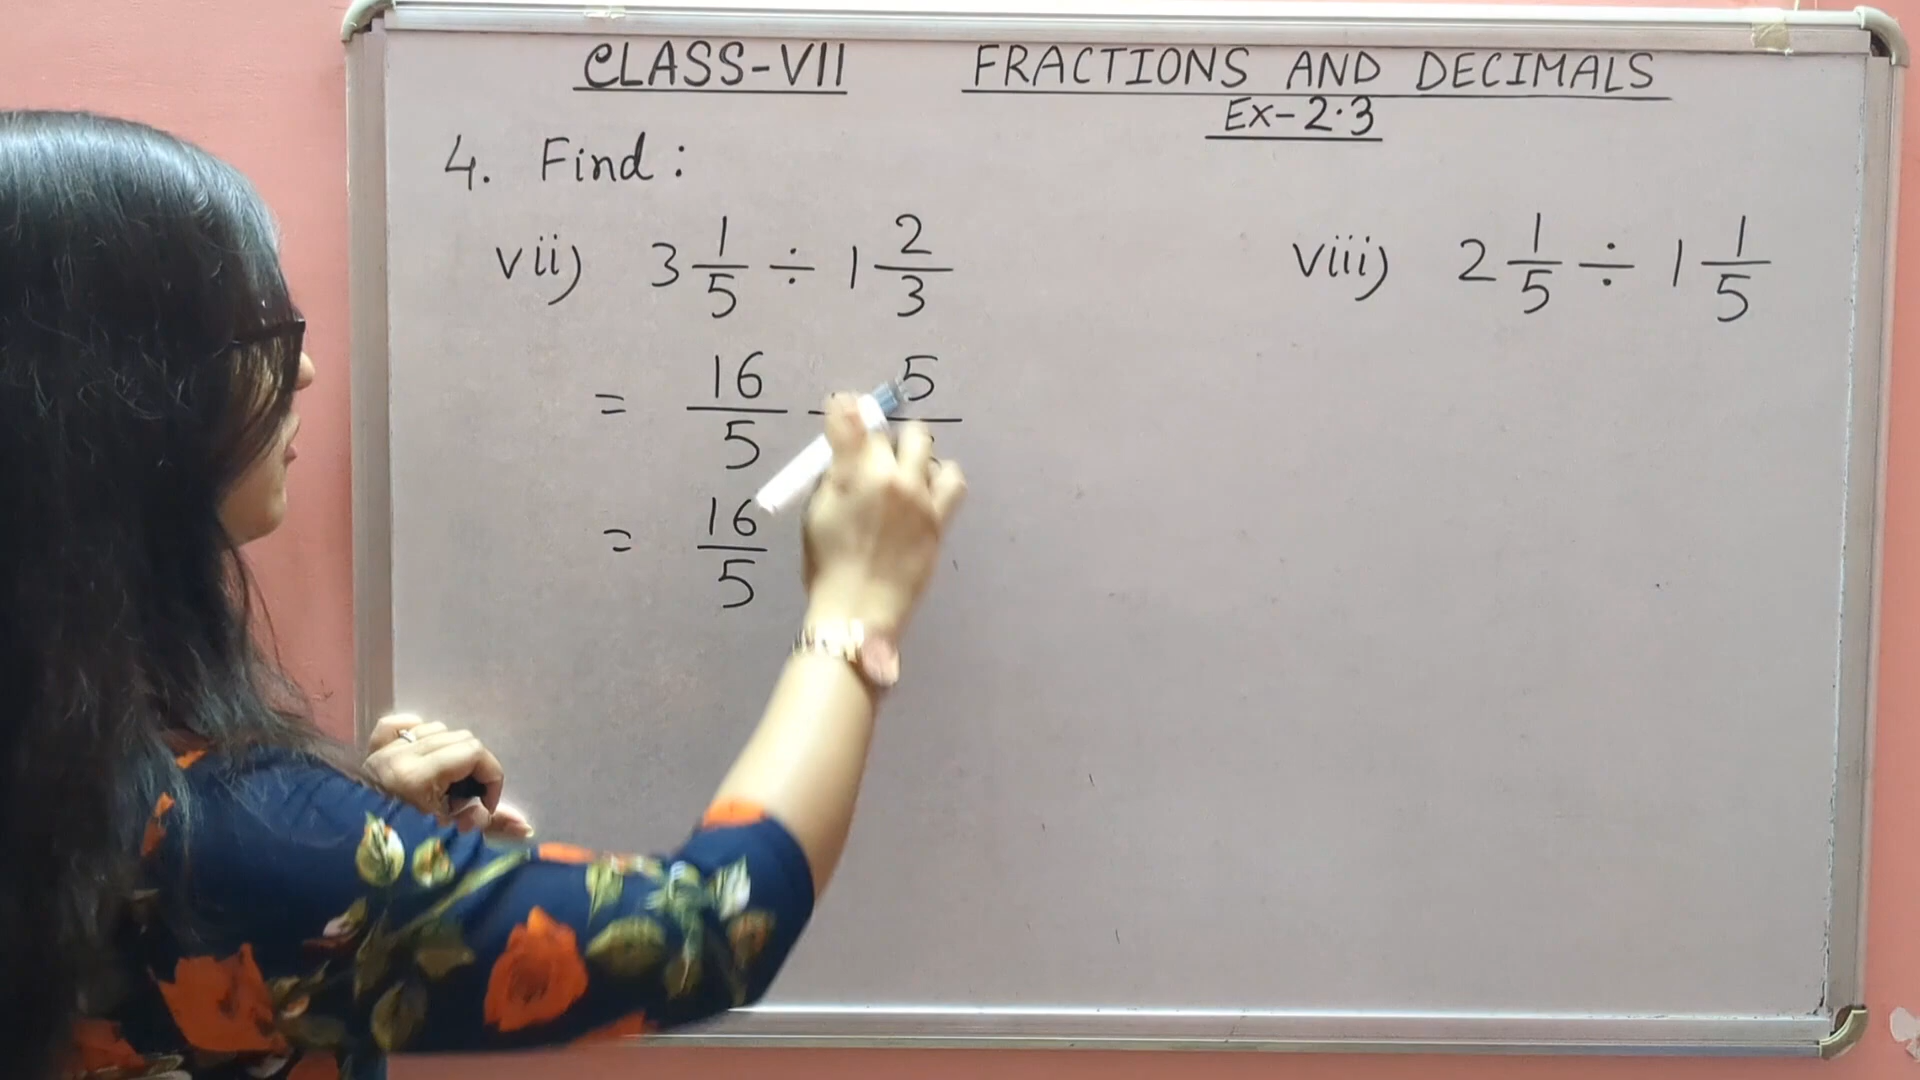 CLASS-VII FRACTIONS AND DECIMALS
Ex-2.3
4. Find:
vii) 3 1/5 ÷ 1 2/3
viii) 2 1/5 ÷ 1 1/5
= 16/5 5
= 16/5